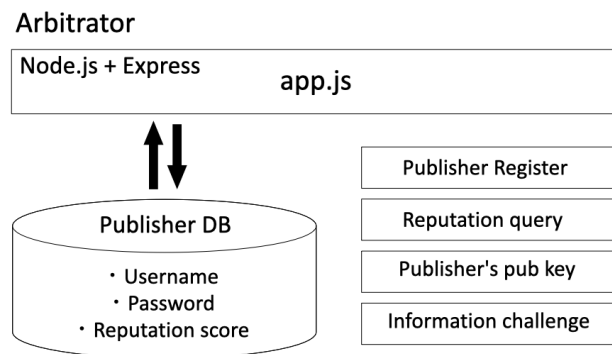 Arbitrator
Node.js + Express
app.js
Publisher DB
・Username
・Password
・Reputation score
Publisher Register
Reputation query
Publisher's pub key
Information challenge